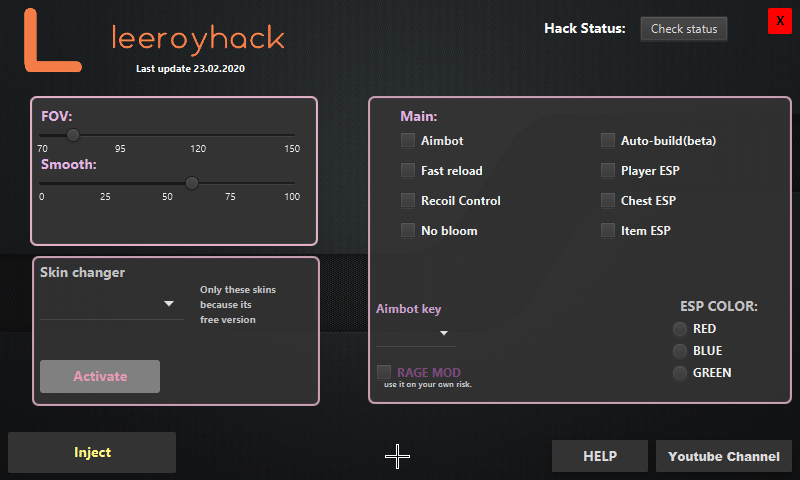 leeroyhack
Last update 23.02.2020
Hack Status:
Check status
X
FOV:
70 95 120 150
Smooth:
0 25 50 75 100
Skin changer
Only these skins
because its
free version
Activate
Main:
Aimbot
Auto-build(beta)
Fast reload
Player ESP
Recoil Control
Chest ESP
No bloom
Item ESP
Aimbot key
RAGE MOD
use it on your own risk.
ESP COLOR:
RED
BLUE
GREEN
Inject
HELP
Youtube Channel